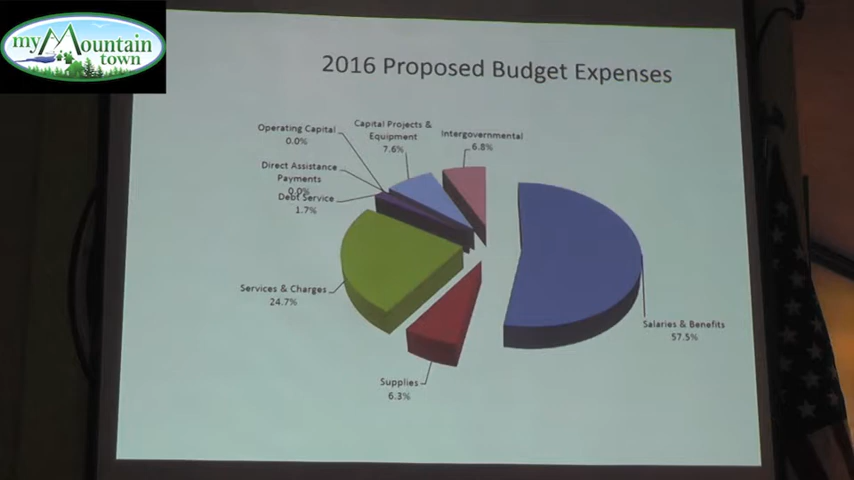 my Mountain
town
2016 Proposed Budget Expenses
Operating Capital
0.0%
Capital Projects &
Equipment
7.6%
Intergovernmental
6.8%
Direct Assistance
Payments
0.0%
Debt Service
1.7%
Services & Charges
24.7%
Salaries & Benefits
57.5%
Supplies
6.3%